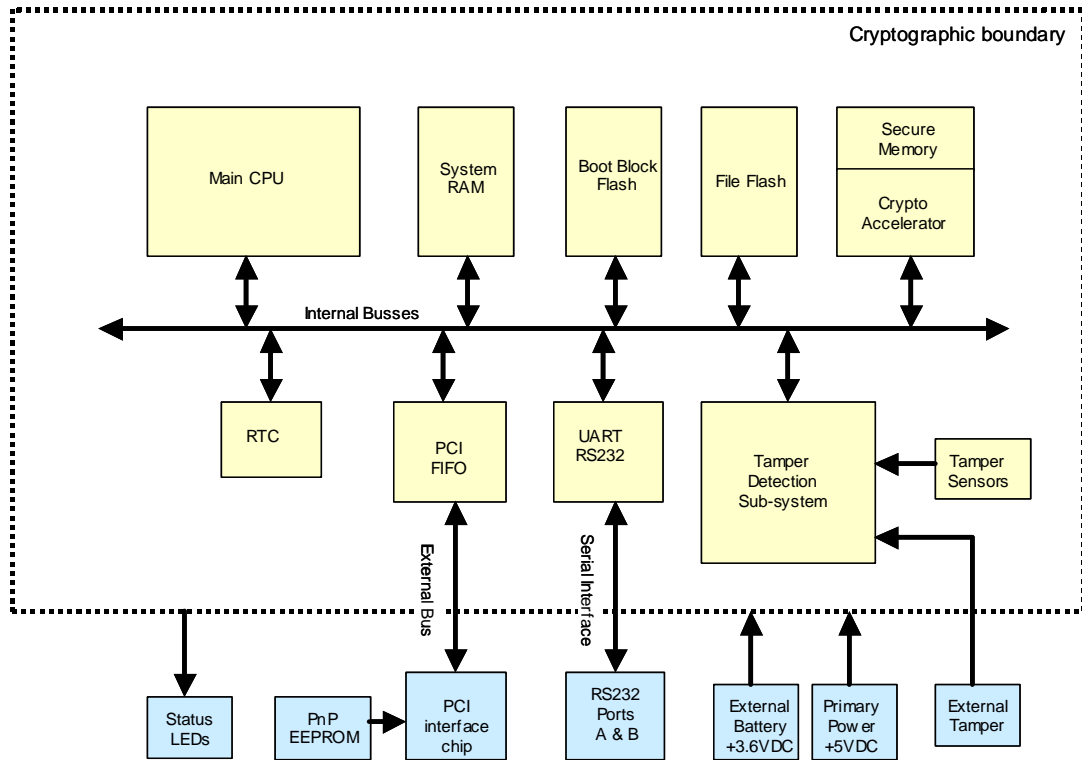 Cryptographic boundary
Main CPU
System
RAM
Boot Block
Flash
File Flash
Secure
Memory
Crypto
Accelerator
Internal Busses
RTC
PCI
FIFO
UART
RS232
Tamper
Detection
Sub-system
Tamper
Sensors
External Bus
Serial Interface
Status
LEDs
PnP
EEPROM
PCI
interface
chip
RS232
Ports
A & B
External
Battery
+3.6VDC
Primary
Power
+5VDC
External
Tamper